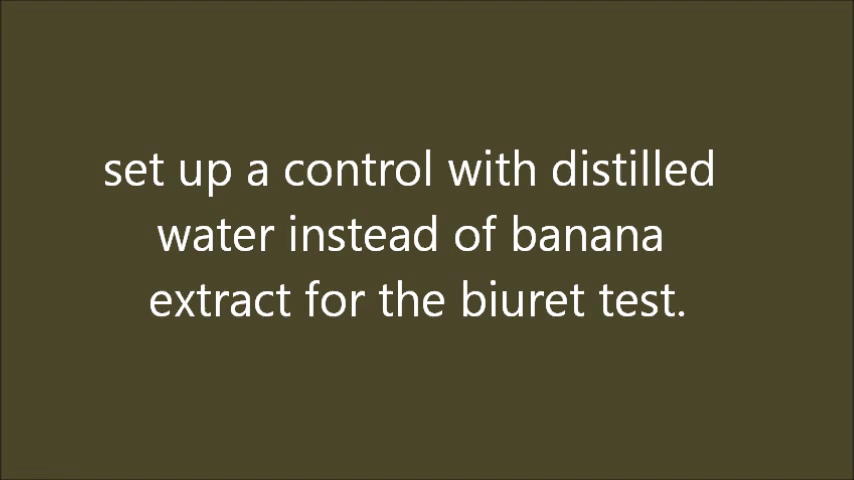 set up a control with distilled
water instead of banana
extract for the biuret test.